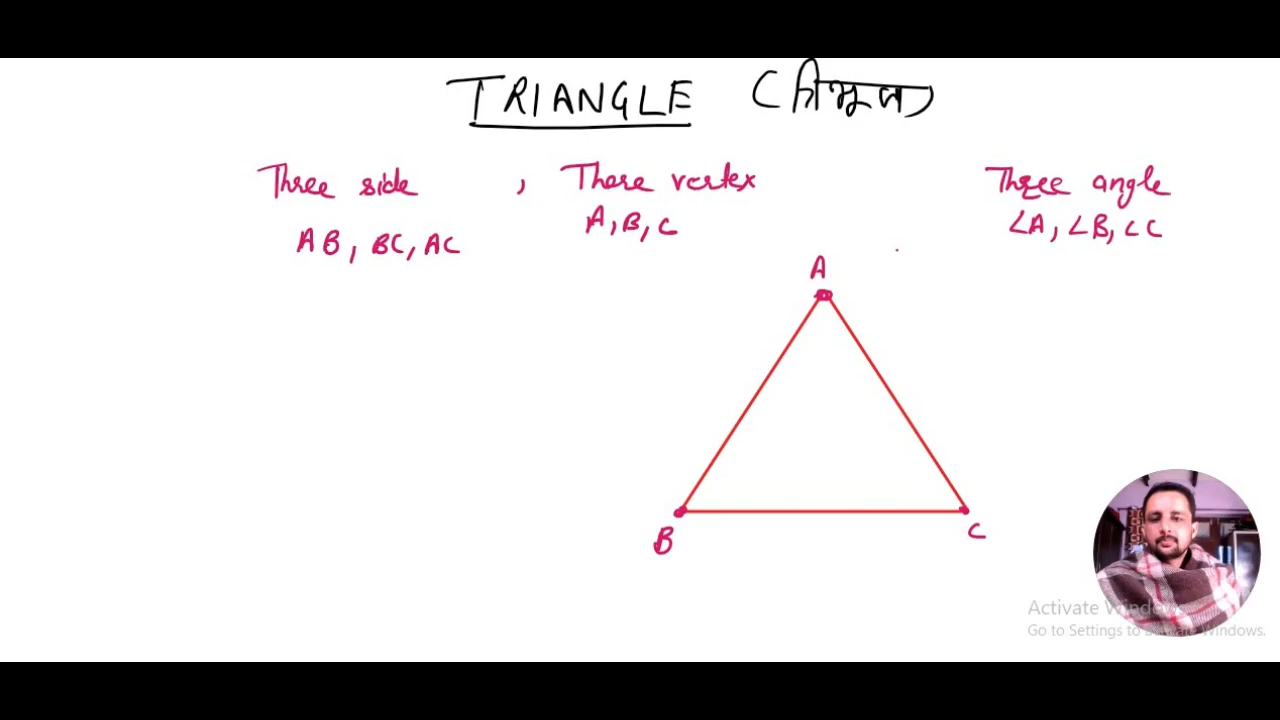 TRIANGLE (त्रिभुज)
Three side , There vertex Three angle
AB, BC, AC A, B, C ∠A, ∠B, ∠C
A
B C
Activate Windows
Go to Settings to activate Windows.